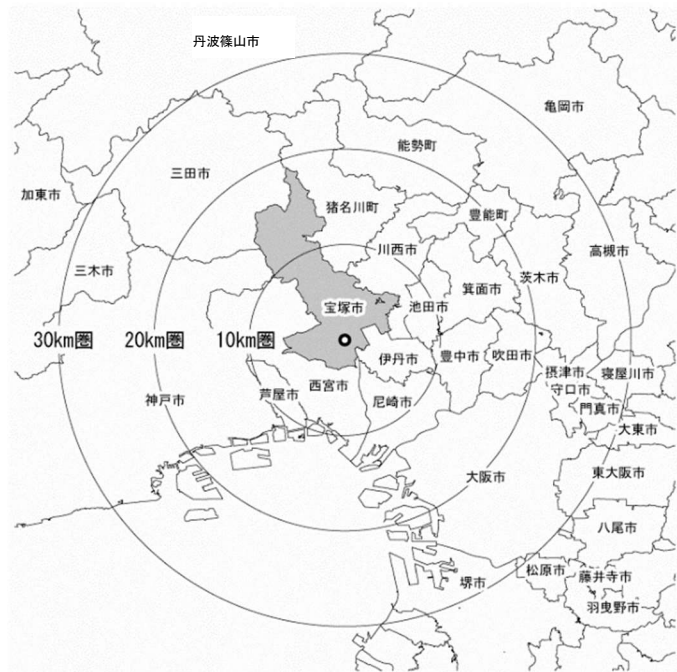 丹波篠山市
亀岡市
能勢町
三田市
加東市
猪名川町
豊能町
川西市
高槻市
三木市
茨木市
箕面市
宝塚市
池田市
30km圏
20km圏
10km圏
伊丹市
豊中市
吹田市
摂津市
寝屋川市
西宮市
守口市
芦屋市
神戸市
尼崎市
門真市
大東市
東大阪市
大阪市
八尾市
松原市
藤井寺市
堺市
羽曳野市